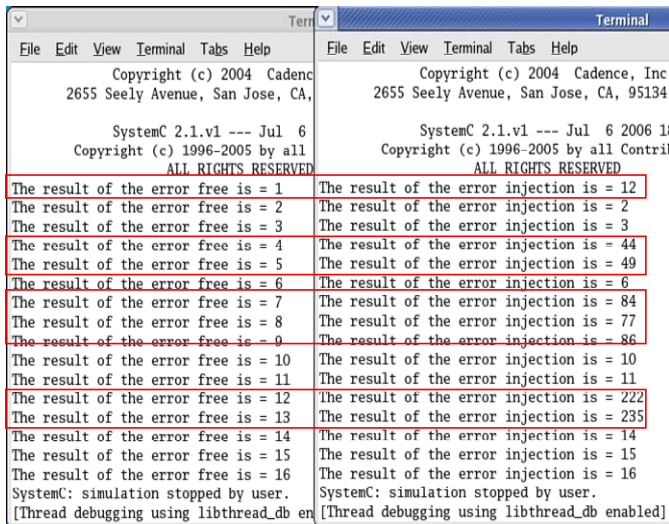 Term
File Edit View Terminal Tabs Help
Copyright (c) 2004 Cadenc
2655 Seely Avenue, San Jose, CA,
SystemC 2.1.v1 --- Jul 6
Copyright (c) 1996-2005 by all
ALL RIGHTS RESERVED
The result of the error free is = 1
The result of the error free is = 2
The result of the error free is = 3
The result of the error free is = 4
The result of the error free is = 5
The result of the error free is = 6
The result of the error free is = 7
The result of the error free is = 8
The result of the error free is = 9
The result of the error free is = 10
The result of the error free is = 11
The result of the error free is = 12
The result of the error free is = 13
The result of the error free is = 14
The result of the error free is = 15
The result of the error free is = 16
SystemC: simulation stopped by user.
[Thread debugging using libthread_db en
Terminal
File Edit View Terminal Tabs Help
Copyright (c) 2004 Cadence, Inc
2655 Seely Avenue, San Jose, CA, 95134
SystemC 2.1.v1 --- Jul 6 2006 18
Copyright (c) 1996-2005 by all Contrib
ALL RIGHTS RESERVED
The result of the error injection is = 12
The result of the error injection is = 2
The result of the error injection is = 3
The result of the error injection is = 44
The result of the error injection is = 49
The result of the error injection is = 6
The result of the error injection is = 84
The result of the error injection is = 77
The result of the error injection is = 86
The result of the error injection is = 10
The result of the error injection is = 11
The result of the error injection is = 222
The result of the error injection is = 235
The result of the error injection is = 14
The result of the error injection is = 15
The result of the error injection is = 16
SystemC: simulation stopped by user.
[Thread debugging using libthread_db enabled]